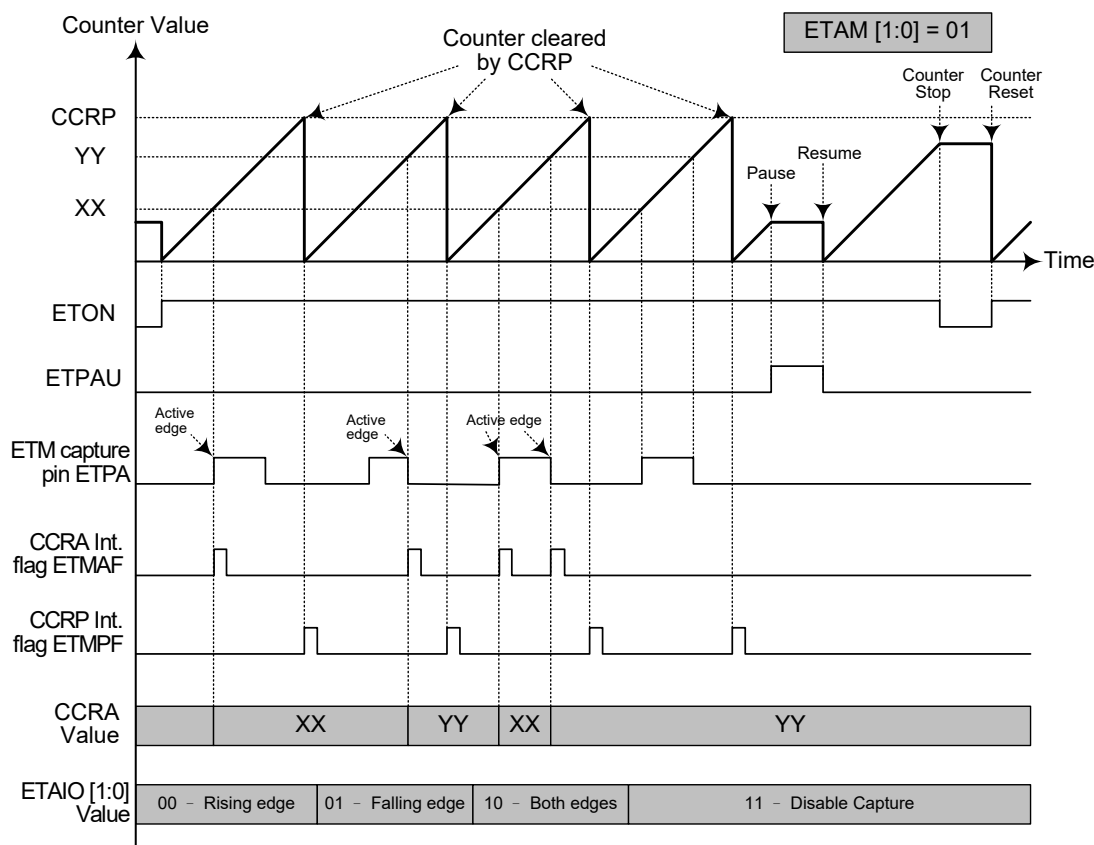 Counter Value
ETAM [1:0] = 01
Counter cleared
by CCRP
Counter
Stop
Counter
Reset
CCRP
YY
XX
Pause
Resume
Time
ETON
ETPAU
Active
edge
Active
edge
Active edge
ETM capture
pin ETPA
CCRA Int.
flag ETMAF
CCRP Int.
flag ETMPF
CCRA
Value
XX
YY
XX
YY
ETAIO [1:0]
Value
00 – Rising edge
01 – Falling edge
10 – Both edges
11 – Disable Capture